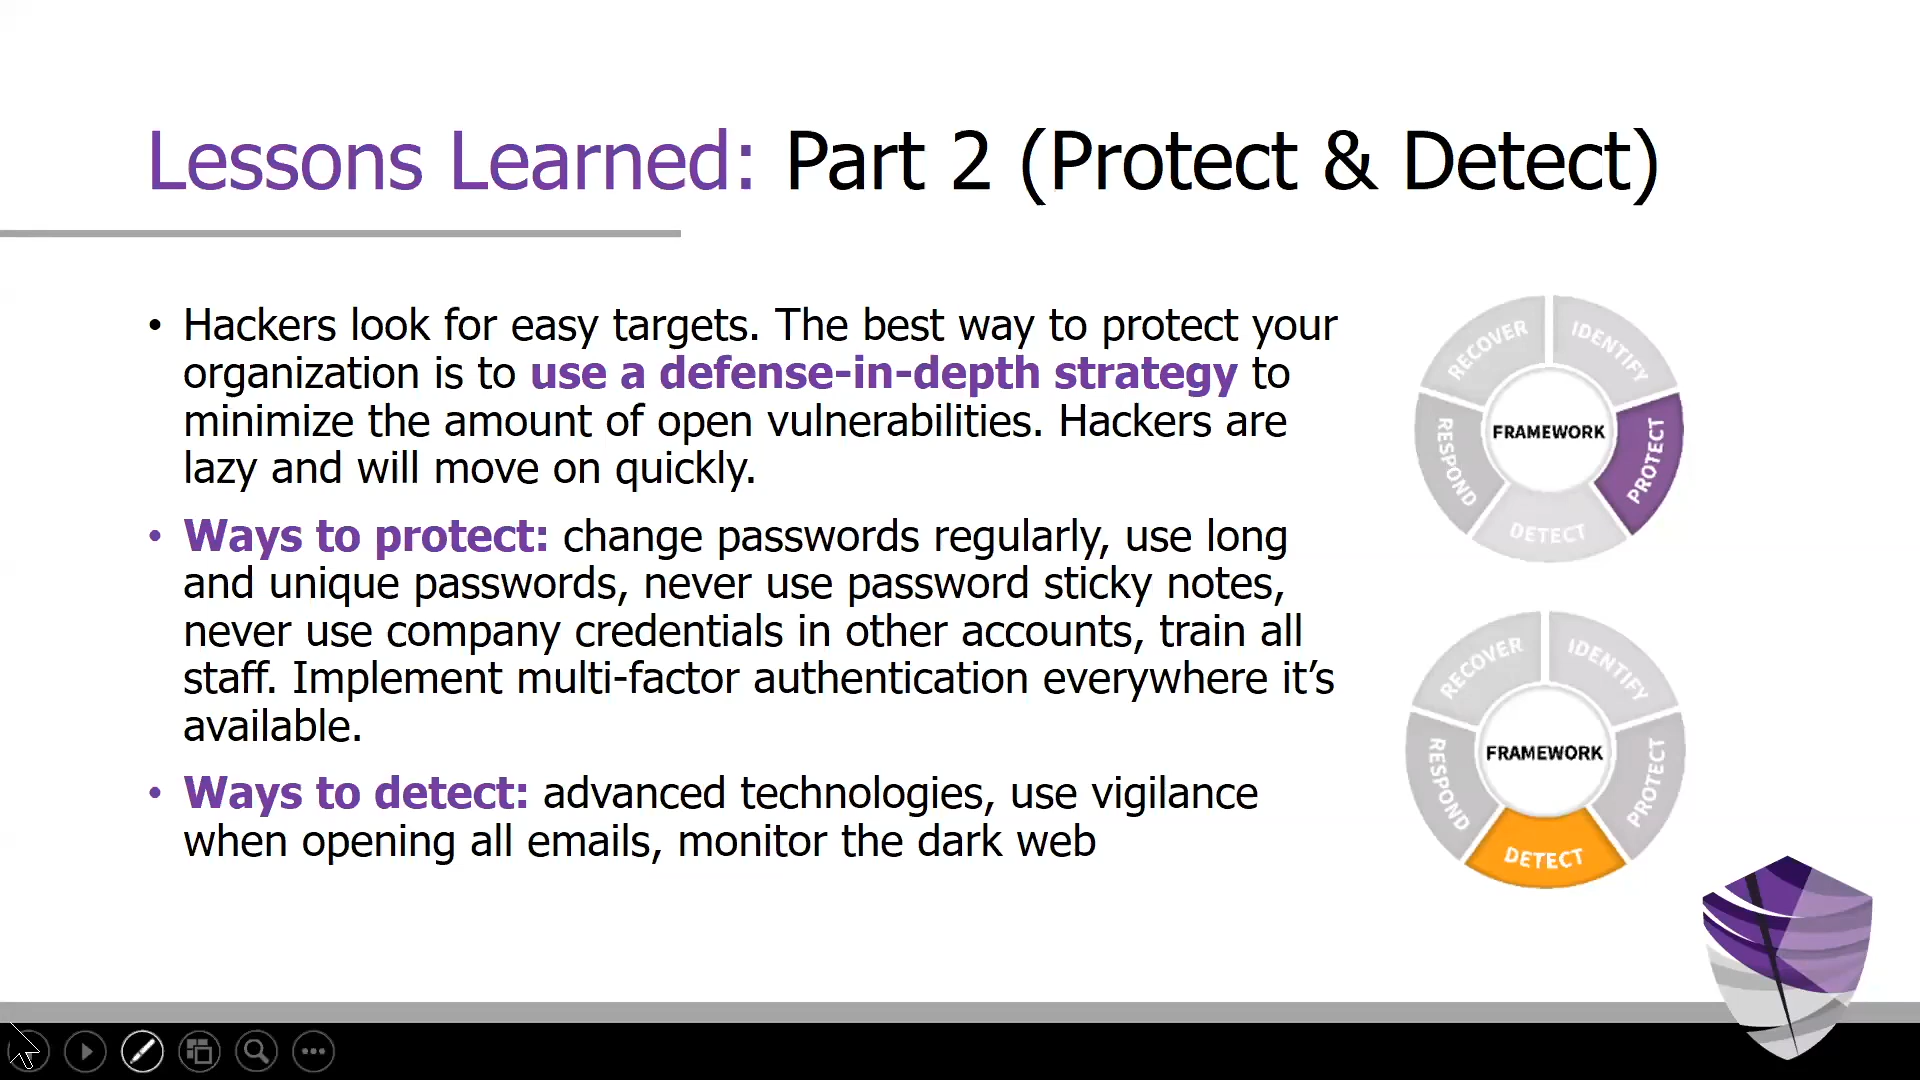 Lessons Learned: Part 2 (Protect & Detect)
• Hackers look for easy targets. The best way to protect your
organization is to use a defense-in-depth strategy to
minimize the amount of open vulnerabilities. Hackers are
lazy and will move on quickly.
• Ways to protect: change passwords regularly, use long
and unique passwords, never use password sticky notes,
never use company credentials in other accounts, train all
staff. Implement multi-factor authentication everywhere it’s
available.
• Ways to detect: advanced technologies, use vigilance
when opening all emails, monitor the dark web
RECOVER
IDENTIFY
FRAMEWORK
RESPOND
PROTECT
DETECT
RECOVER
IDENTIFY
FRAMEWORK
RESPOND
PROTECT
DETECT